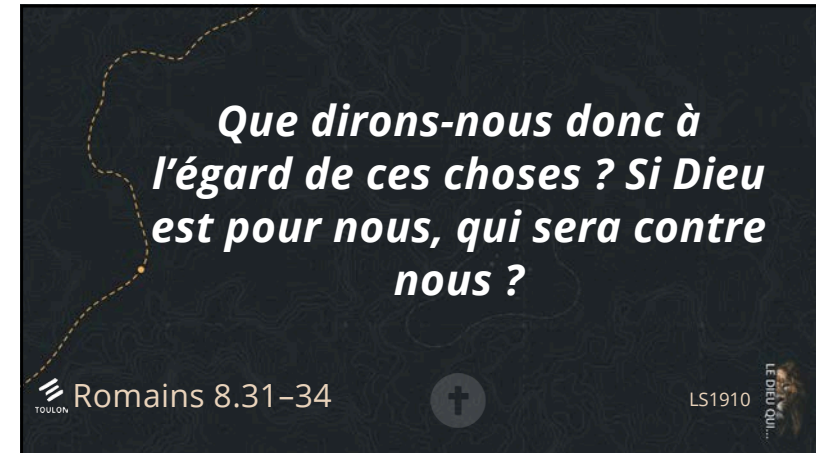 Que dirons-nous donc à
l’égard de ces choses ? Si Dieu
est pour nous, qui sera contre
nous ?
TOULON
Romains 8.31–34
LS1910
LE DIEU QUI...